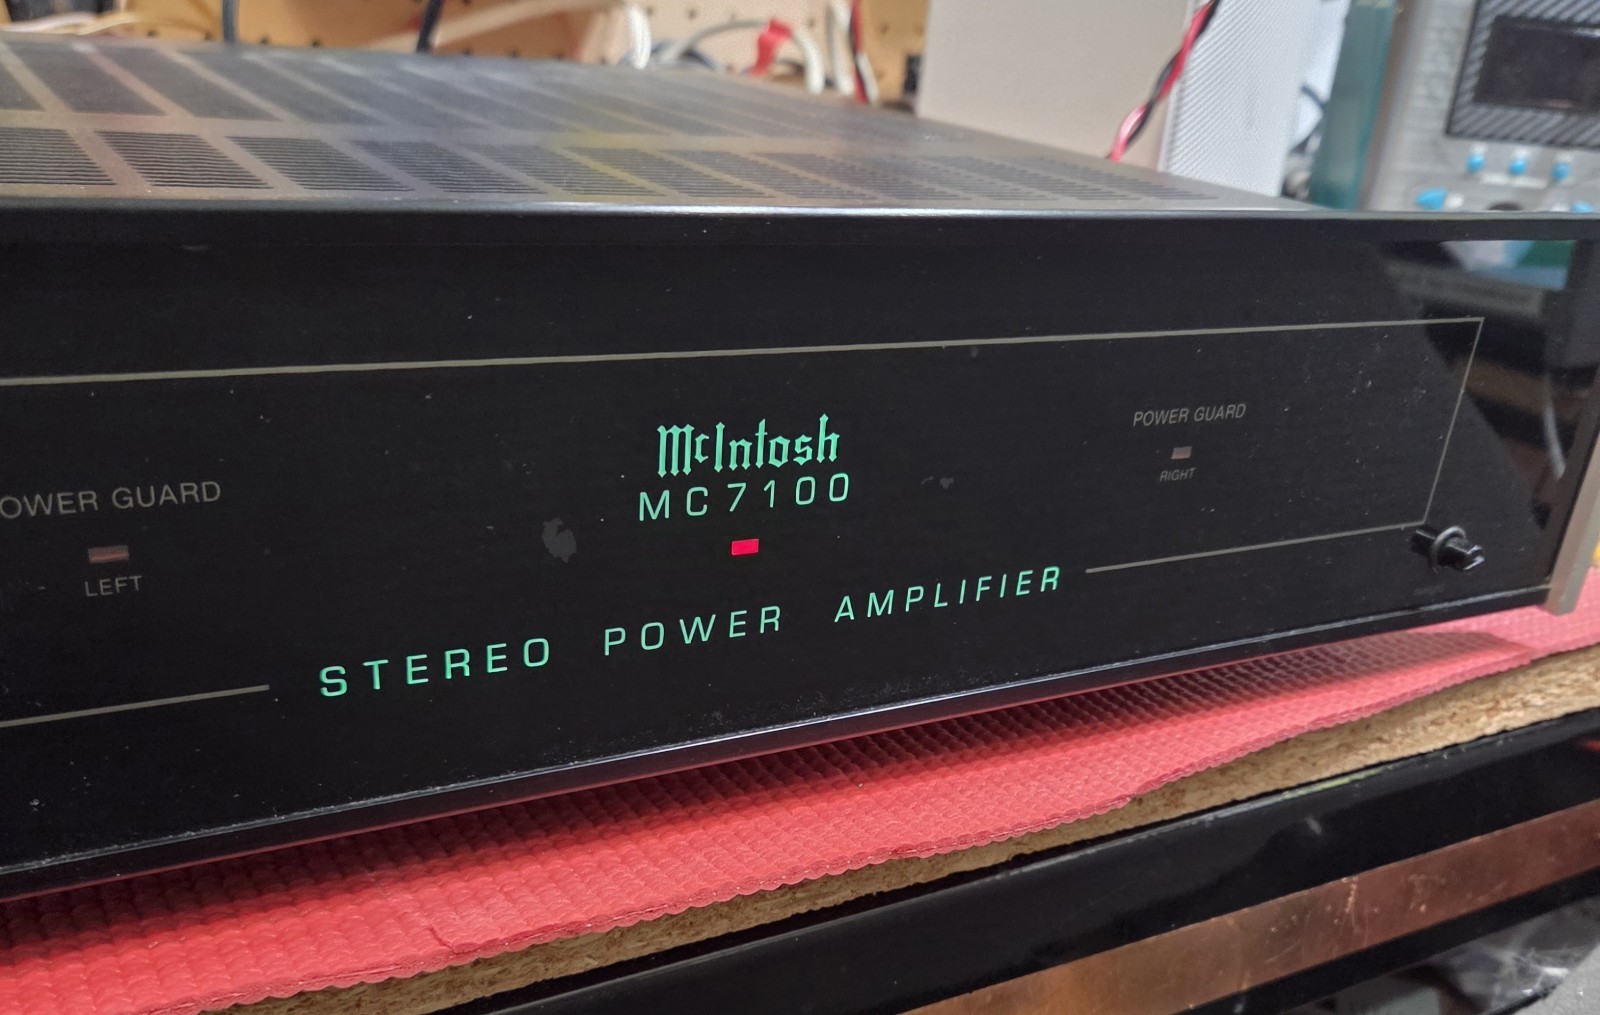 McIntosh
MC7100
OWER GUARD
LEFT
POWER GUARD
RIGHT
STEREO POWER AMPLIFIER